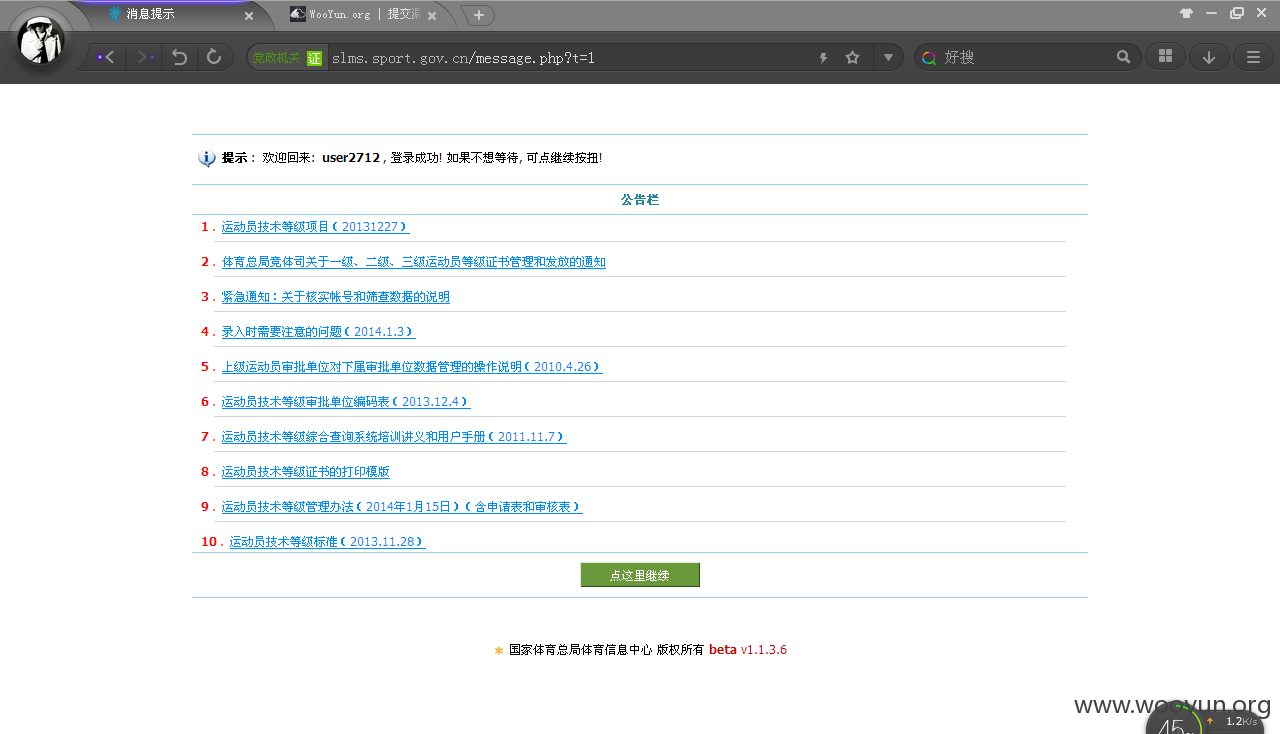 消息提示
WooYun.org | 提交漏
党政机关 证 slms.sport.gov.cn/message.php?t=1
好搜
提示： 欢迎回来: user2712 , 登录成功! 如果不想等待, 可点继续按扭!
公告栏
1 . 运动员技术等级项目（20131227）
2 . 体育总局竞体司关于一级、二级、三级运动员等级证书管理和发放的通知
3 . 紧急通知：关于核实帐号和筛查数据的说明
4 . 录入时需要注意的问题（2014.1.3）
5 . 上级运动员审批单位对下属审批单位数据管理的操作说明（2010.4.26）
6 . 运动员技术等级审批单位编码表（2013.12.4）
7 . 运动员技术等级综合查询系统培训讲义和用户手册（2011.11.7）
8 . 运动员技术等级证书的打印模版
9 . 运动员技术等级管理办法（2014年1月15日）（含申请表和审核表）
10 . 运动员技术等级标准（2013.11.28）
点这里继续
国家体育总局体育信息中心 版权所有 beta v1.1.3.6
www.wooyun.org
1.2K/s